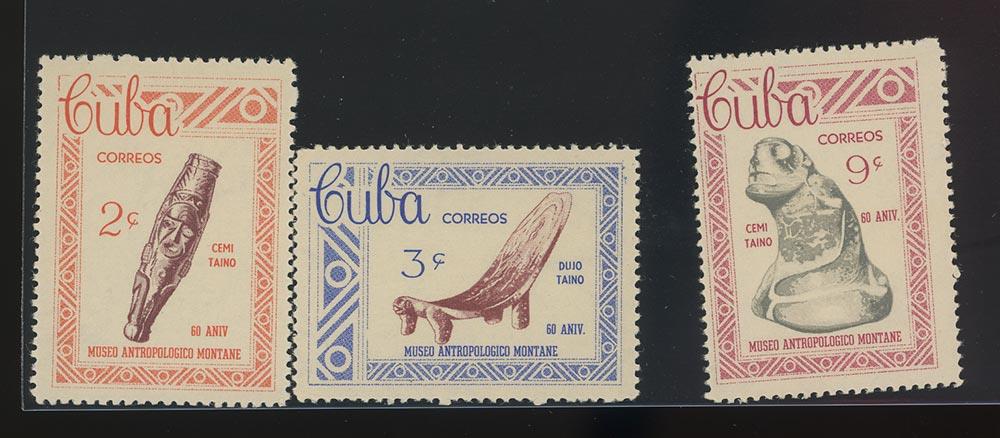 Cuba
CORREOS
2¢
CEMI
TAINO
60 ANIV
MUSEO ANTROPOLOGICO MONTANE
Cuba
CORREOS
3¢
DUJO
TAINO
60 ANIV.
MUSEO ANTROPOLOGICO MONTANE
Cuba
CORREOS
9¢
60 ANIV.
CEMI
TAINO
MUSEO ANTROPOLOGICO MONTANE